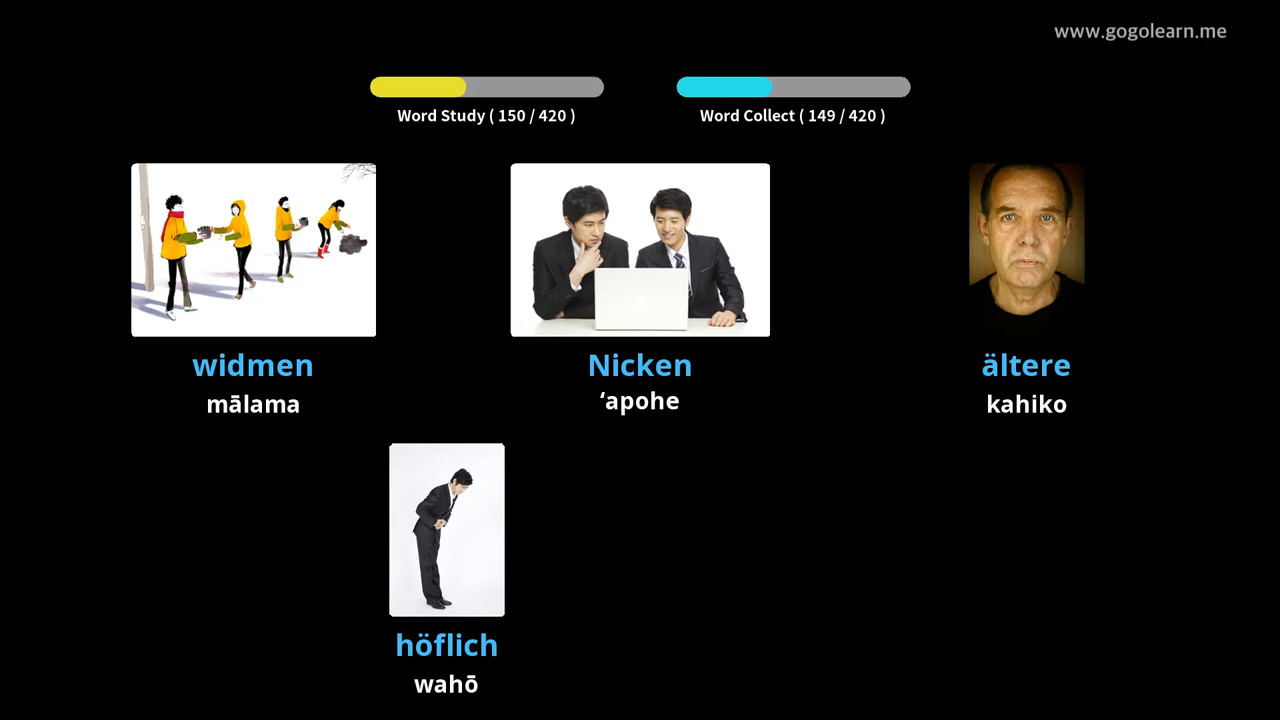 www.gogolearn.me
Word Study ( 150 / 420 )
Word Collect ( 149 / 420 )
widmen
Nicken
ältere
mālama
ʻapohe
kahiko
höflich
wahō